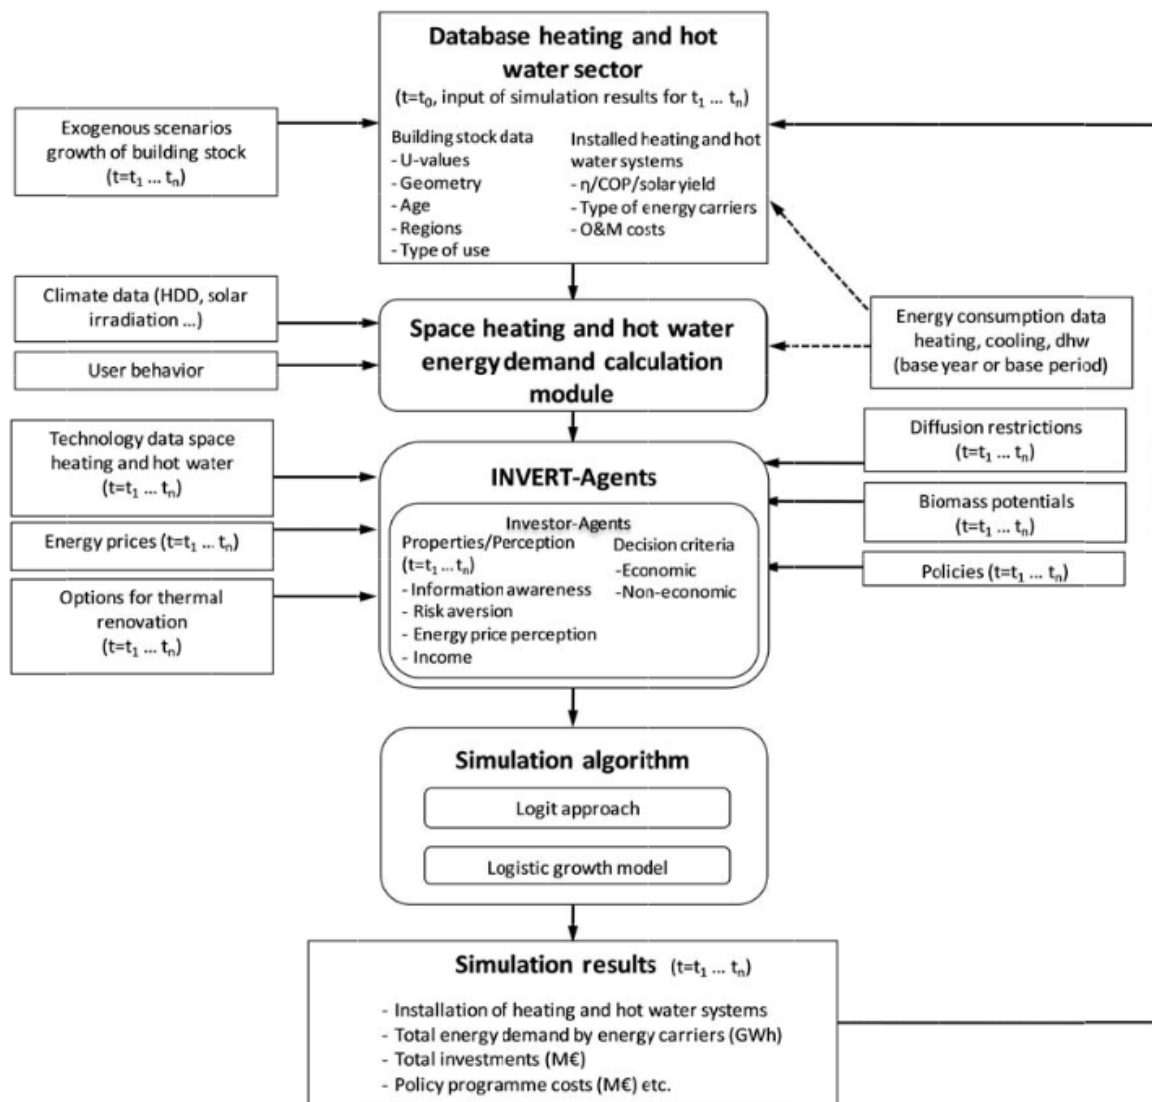 Database heating and hot
water sector
(t=t0, input of simulation results for t1 ... tn)
Building stock data
- U-values
- Geometry
- Age
- Regions
- Type of use
Installed heating and hot
water systems
- η/COP/solar yield
- Type of energy carriers
- O&M costs
Exogenous scenarios
growth of building stock
(t=t1 ... tn)
Climate data (HDD, solar
irradiation ...)
User behavior
Space heating and hot water
energy demand calculation
module
Energy consumption data
heating, cooling, dhw
(base year or base period)
Technology data space
heating and hot water
(t=t1 ... tn)
Energy prices (t=t1 ... tn)
Options for thermal
renovation
(t=t1 ... tn)
INVERT-Agents
Investor-Agents
Properties/Perception
(t=t1 ... tn)
- Information awareness
- Risk aversion
- Energy price perception
- Income
Decision criteria
-Economic
-Non-economic
Diffusion restrictions
(t=t1 ... tn)
Biomass potentials
(t=t1 ... tn)
Policies (t=t1 ... tn)
Simulation algorithm
Logit approach
Logistic growth model
Simulation results (t=t1 ... tn)
- Installation of heating and hot water systems
- Total energy demand by energy carriers (GWh)
- Total investments (M€)
- Policy programme costs (M€) etc.